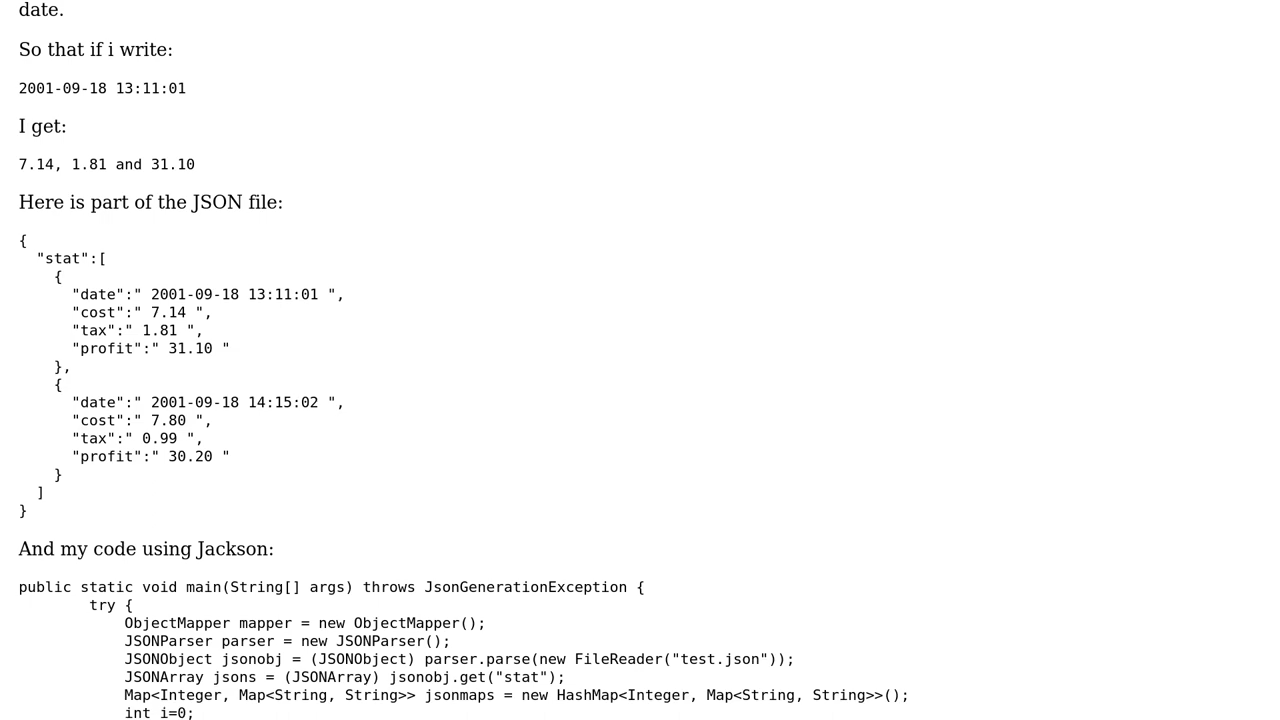 date.
So that if i write:
2001-09-18 13:11:01
I get:
7.14, 1.81 and 31.10
Here is part of the JSON file:
{
  "stat":[
    {
      "date":" 2001-09-18 13:11:01 ",
      "cost":" 7.14 ",
      "tax":" 1.81 ",
      "profit":" 31.10 "
    },
    {
      "date":" 2001-09-18 14:15:02 ",
      "cost":" 7.80 ",
      "tax":" 0.99 ",
      "profit":" 30.20 "
    }
  ]
}
And my code using Jackson:
public static void main(String[] args) throws JsonGenerationException {
        try {
            ObjectMapper mapper = new ObjectMapper();
            JSONParser parser = new JSONParser();
            JSONObject jsonobj = (JSONObject) parser.parse(new FileReader("test.json"));
            JSONArray jsons = (JSONArray) jsonobj.get("stat");
            Map<Integer, Map<String, String>> jsonmaps = new HashMap<Integer, Map<String, String>>();
            int i=0;